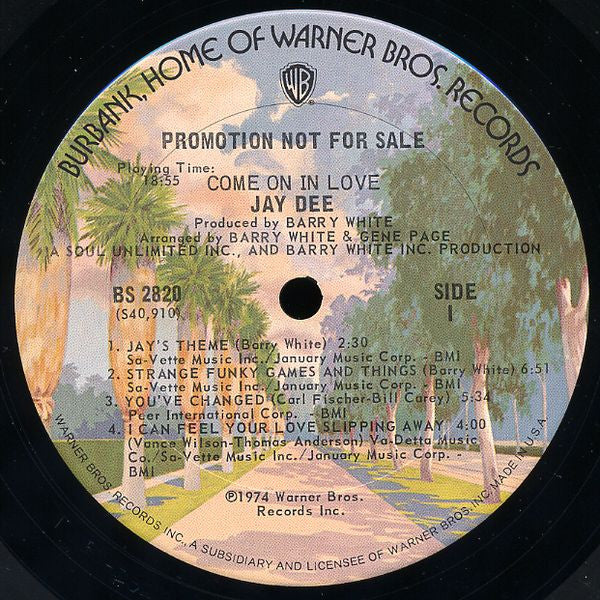 BURBANK, HOME OF WARNER BROS. RECORDS
WB ®
PROMOTION NOT FOR SALE
Playing Time:
18:55
COME ON IN LOVE
JAY DEE
Produced by BARRY WHITE
Arranged by BARRY WHITE & GENE PAGE
(A SOUL UNLIMITED INC., AND BARRY WHITE INC. PRODUCTION
BS 2820
(S40,910)
SIDE
1
1. JAY'S THEME (Barry White) 2:30
Sa-Vette Music Inc./January Music Corp. - BMI
2. STRANGE FUNKY GAMES AND THINGS (Barry White) 6:51
Sa-Vette Music Inc./January Music Corp. - BMI
3. YOU'VE CHANGED (Carl Fischer-Bill Carey) 5:34
Peer International Corp. - BMI
4. I CAN FEEL YOUR LOVE SLIPPING AWAY 4:00
(Vance Wilson-Thomas Anderson) Va-Detta Music
Co./Sa-Vette Music Inc./January Music Corp. -
BMI
℗1974 Warner Bros.
Records Inc.
WARNER BROS RECORDS INC., A SUBSIDIARY AND LICENSEE OF WARNER BROS. INC. MADE IN U.S.A.